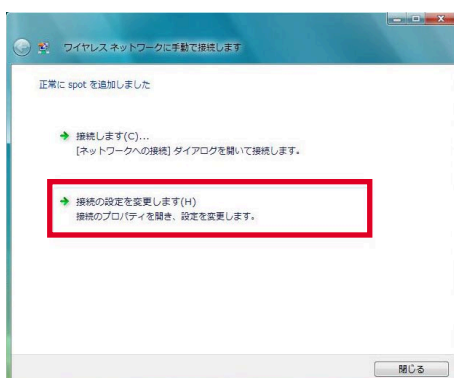 ワイヤレス ネットワークに手動で接続します
正常に spot を追加しました
接続します(C)...
[ネットワークへの接続] ダイアログを開いて接続します。
接続の設定を変更します(H)
接続のプロパティを開き、設定を変更します。
閉じる